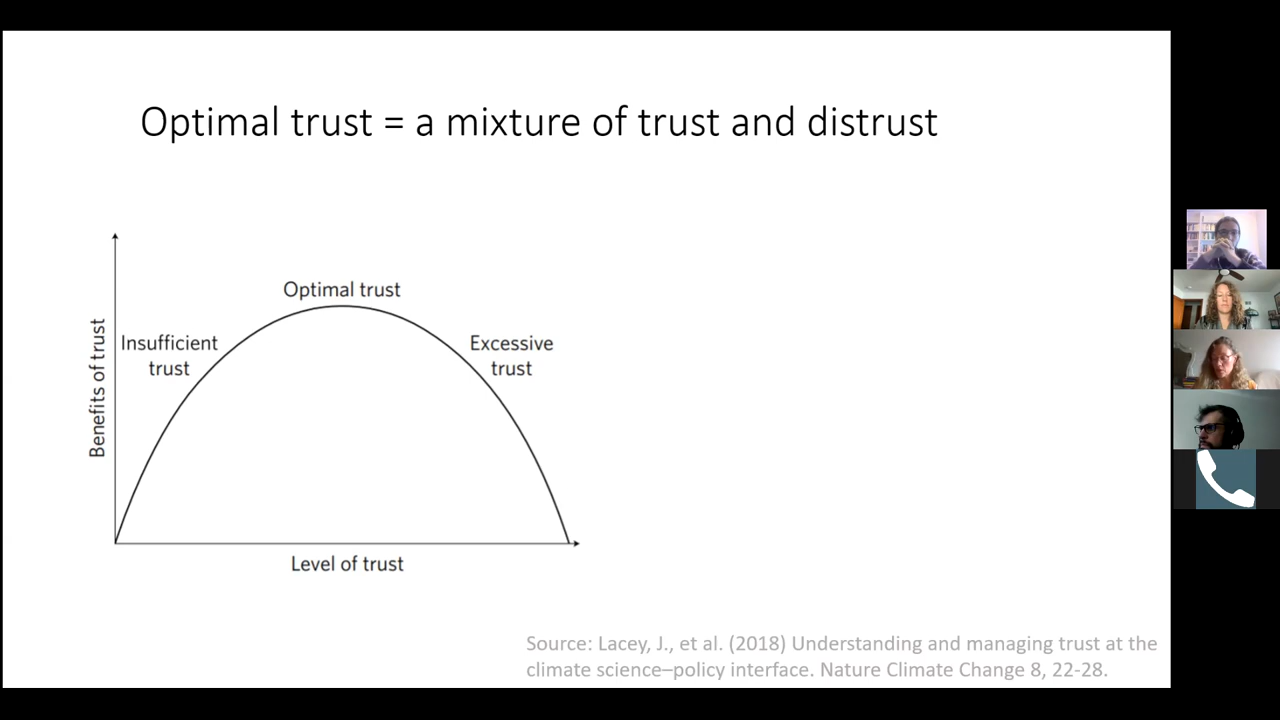 Optimal trust = a mixture of trust and distrust
Optimal trust
Insufficient
trust
Excessive
trust
Benefits of trust
Level of trust
Source: Lacey, J., et al. (2018) Understanding and managing trust at the
climate science–policy interface. Nature Climate Change 8, 22-28.